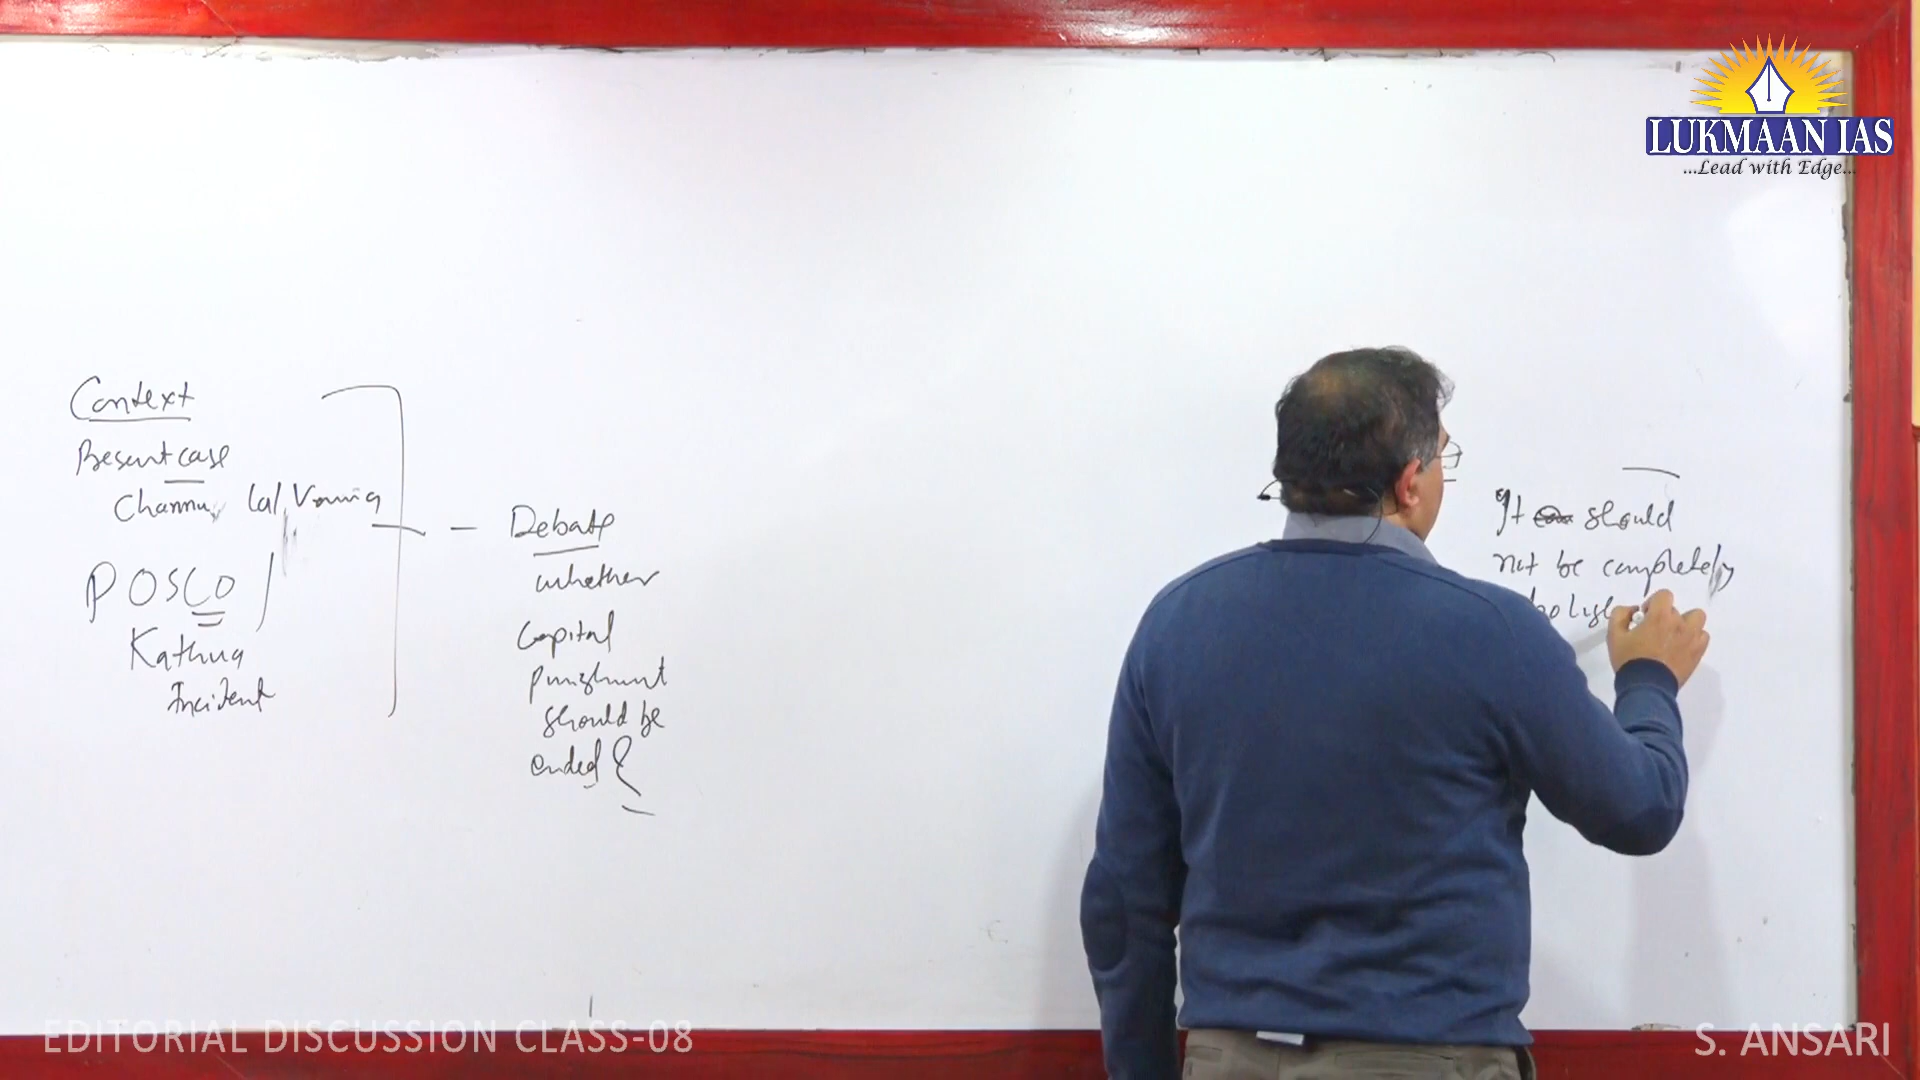 LUKMAAN IAS
...Lead with Edge...
Context
Present case
Channu Lal Verma
POSCO
Kathua
Incident
Debate
whether
Capital
punishment
should be
ended
It should
not be completely
EDITORIAL DISCUSSION CLASS-08
S. ANSARI